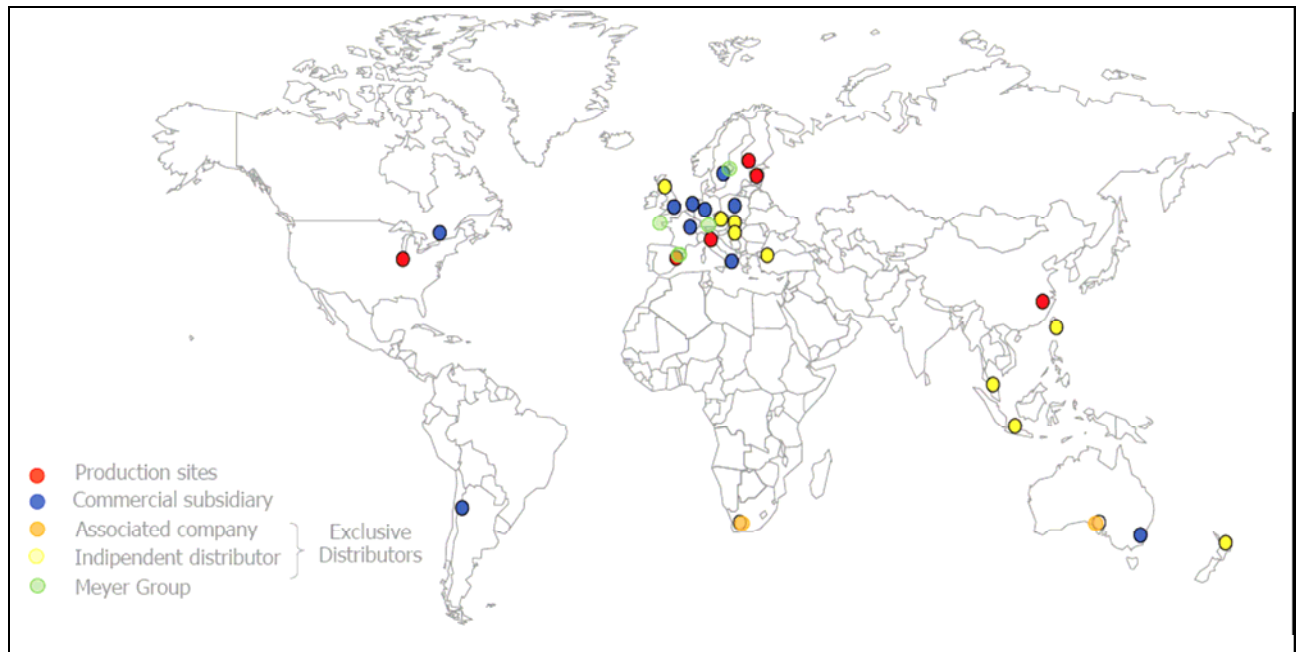 Production sites
Commercial subsidiary
Associated company
Indipendent distributor
Exclusive
Distributors
Meyer Group